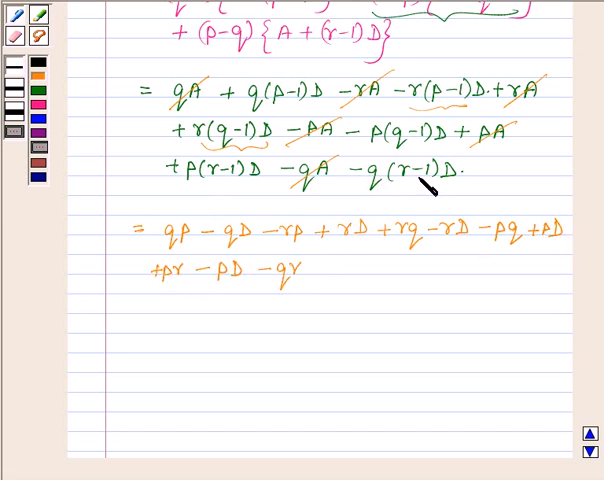 + (p-q) { A + (r-1) D }
= qA + q(p-1)D - rA - r(p-1)D + rA
+ r(q-1)D - pA - p(q-1)D + pA
+ p(r-1)D - qA - q(r-1)D.
= qp - qD - rp + rD + rq - rD - pq + pD
+pr - pD - qr